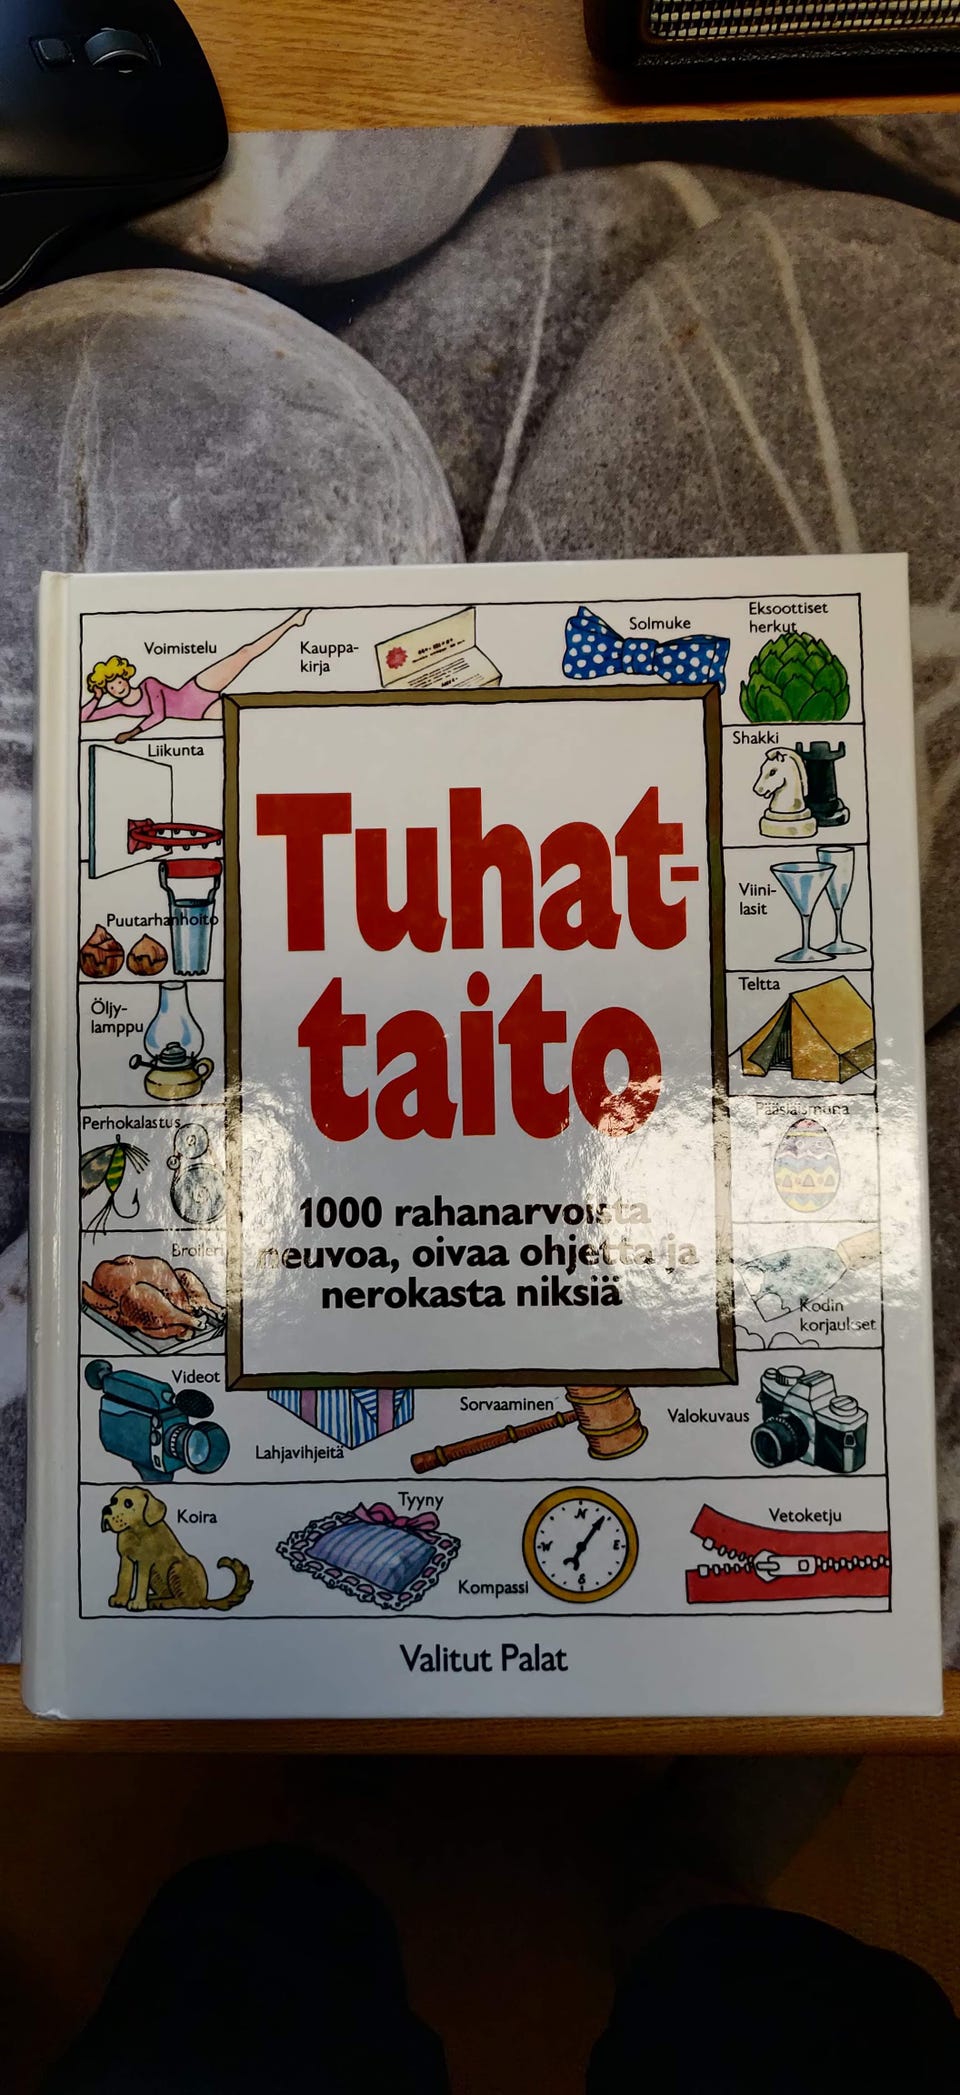 Voimistelu
Kauppa-
kirja
Solmuke
Eksoottiset
herkut
Liikunta
Shakki
Tuhat-
taito
Puutarhanhoito
Viini-
lasit
Öljy-
lamppu
Teltta
Perhokalastus
Pääsiäismuna
1000 rahanarvoista
neuvoa, oivaa ohjetta ja
nerokasta niksiä
Broileri
Kodin
korjaukset
Videot
Lahjavihjeitä
Sorvaaminen
Valokuvaus
Koira
Tyyny
Kompassi
N
W
E
S
Vetoketju
Valitut Palat